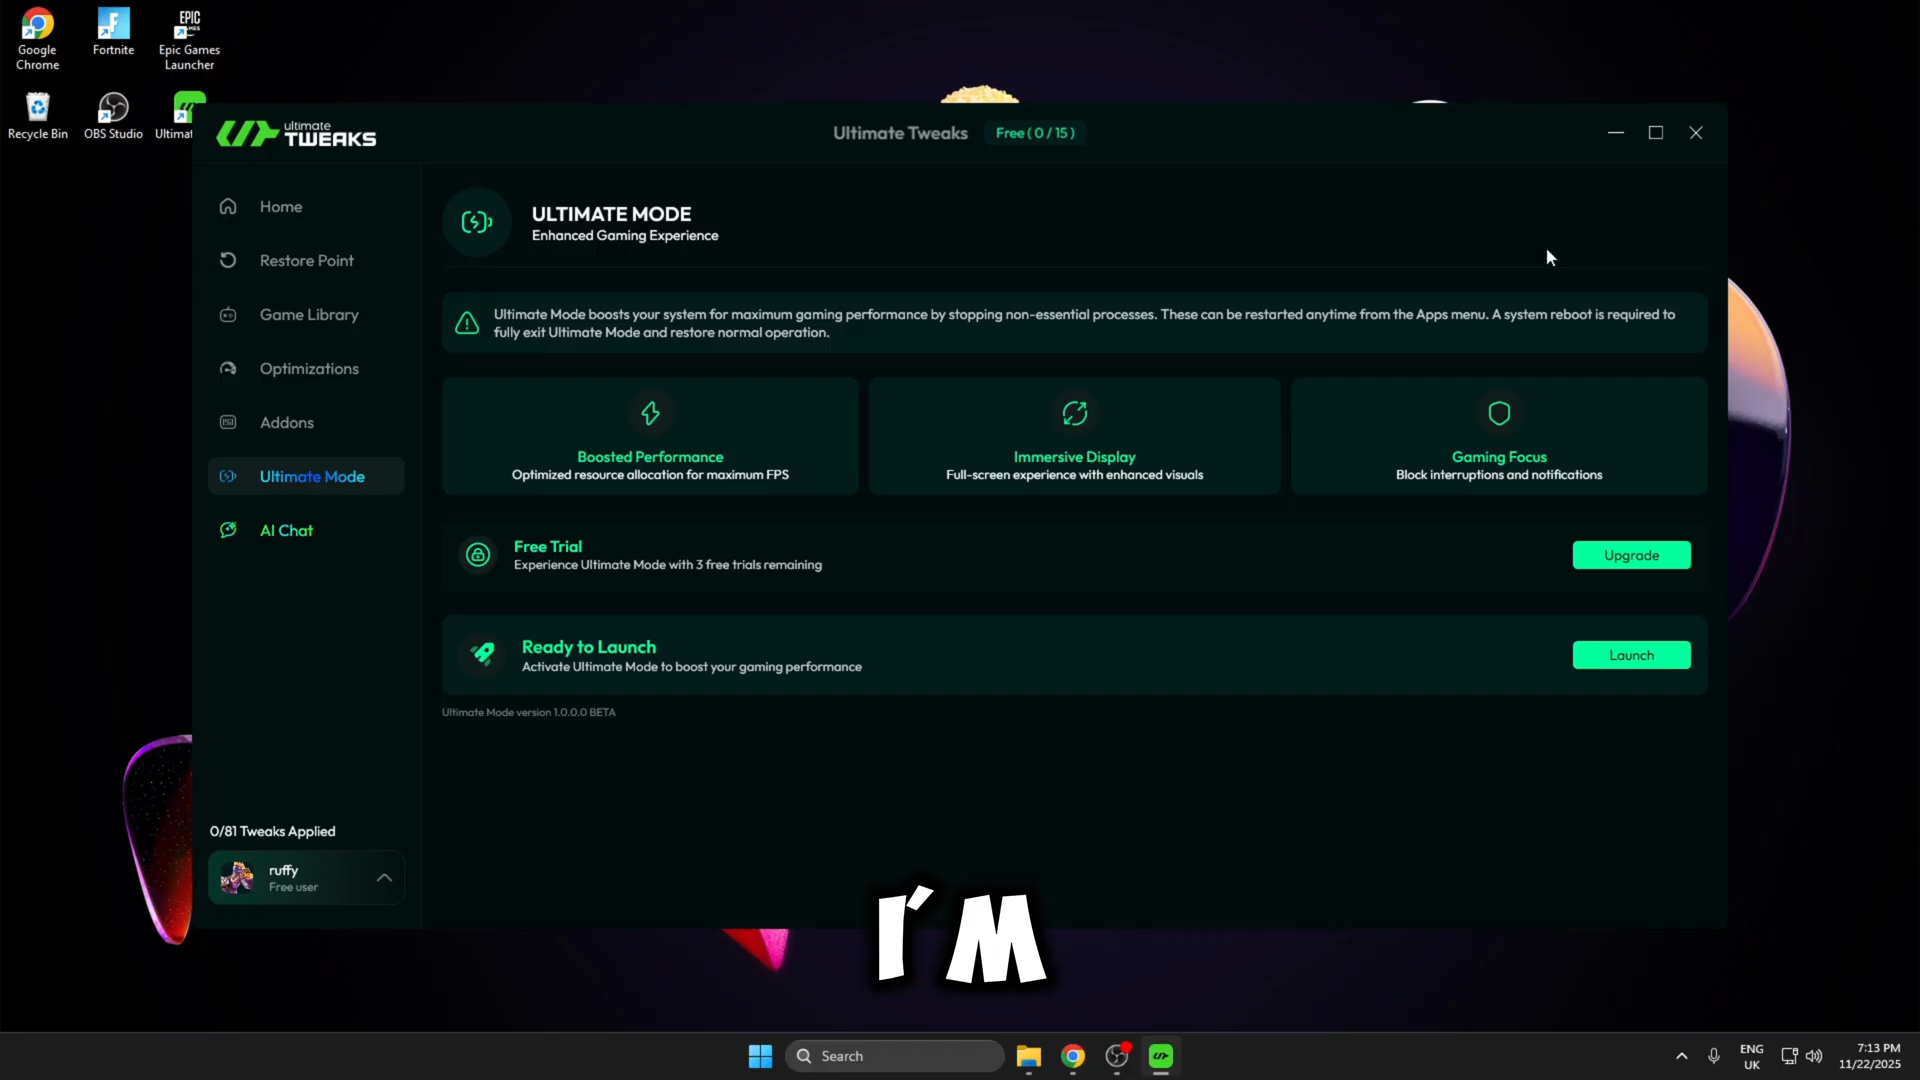 Google
Chrome
Fortnite
Epic Games
Launcher
EPIC
Recycle Bin
OBS Studio
ultimate
TWEAKS
Ultimate Tweaks
Free ( 0 / 15 )
Home
Restore Point
Game Library
Optimizations
Addons
Ultimate Mode
AI Chat
0/81 Tweaks Applied
ruffy
Free user
ULTIMATE MODE
Enhanced Gaming Experience
Ultimate Mode boosts your system for maximum gaming performance by stopping non-essential processes. These can be restarted anytime from the Apps menu. A system reboot is required to
fully exit Ultimate Mode and restore normal operation.
Boosted Performance
Optimized resource allocation for maximum FPS
Immersive Display
Full-screen experience with enhanced visuals
Gaming Focus
Block interruptions and notifications
Free Trial
Experience Ultimate Mode with 3 free trials remaining
Upgrade
Ready to Launch
Activate Ultimate Mode to boost your gaming performance
Launch
Ultimate Mode version 1.0.0.0 BETA
I'M
Search
ENG
UK
7:13 PM
11/22/2025